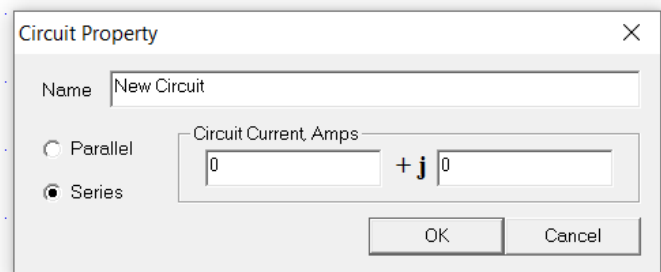 Circuit Property
Name New Circuit
Parallel
Circuit Current, Amps
0 + j 0
Series
OK Cancel